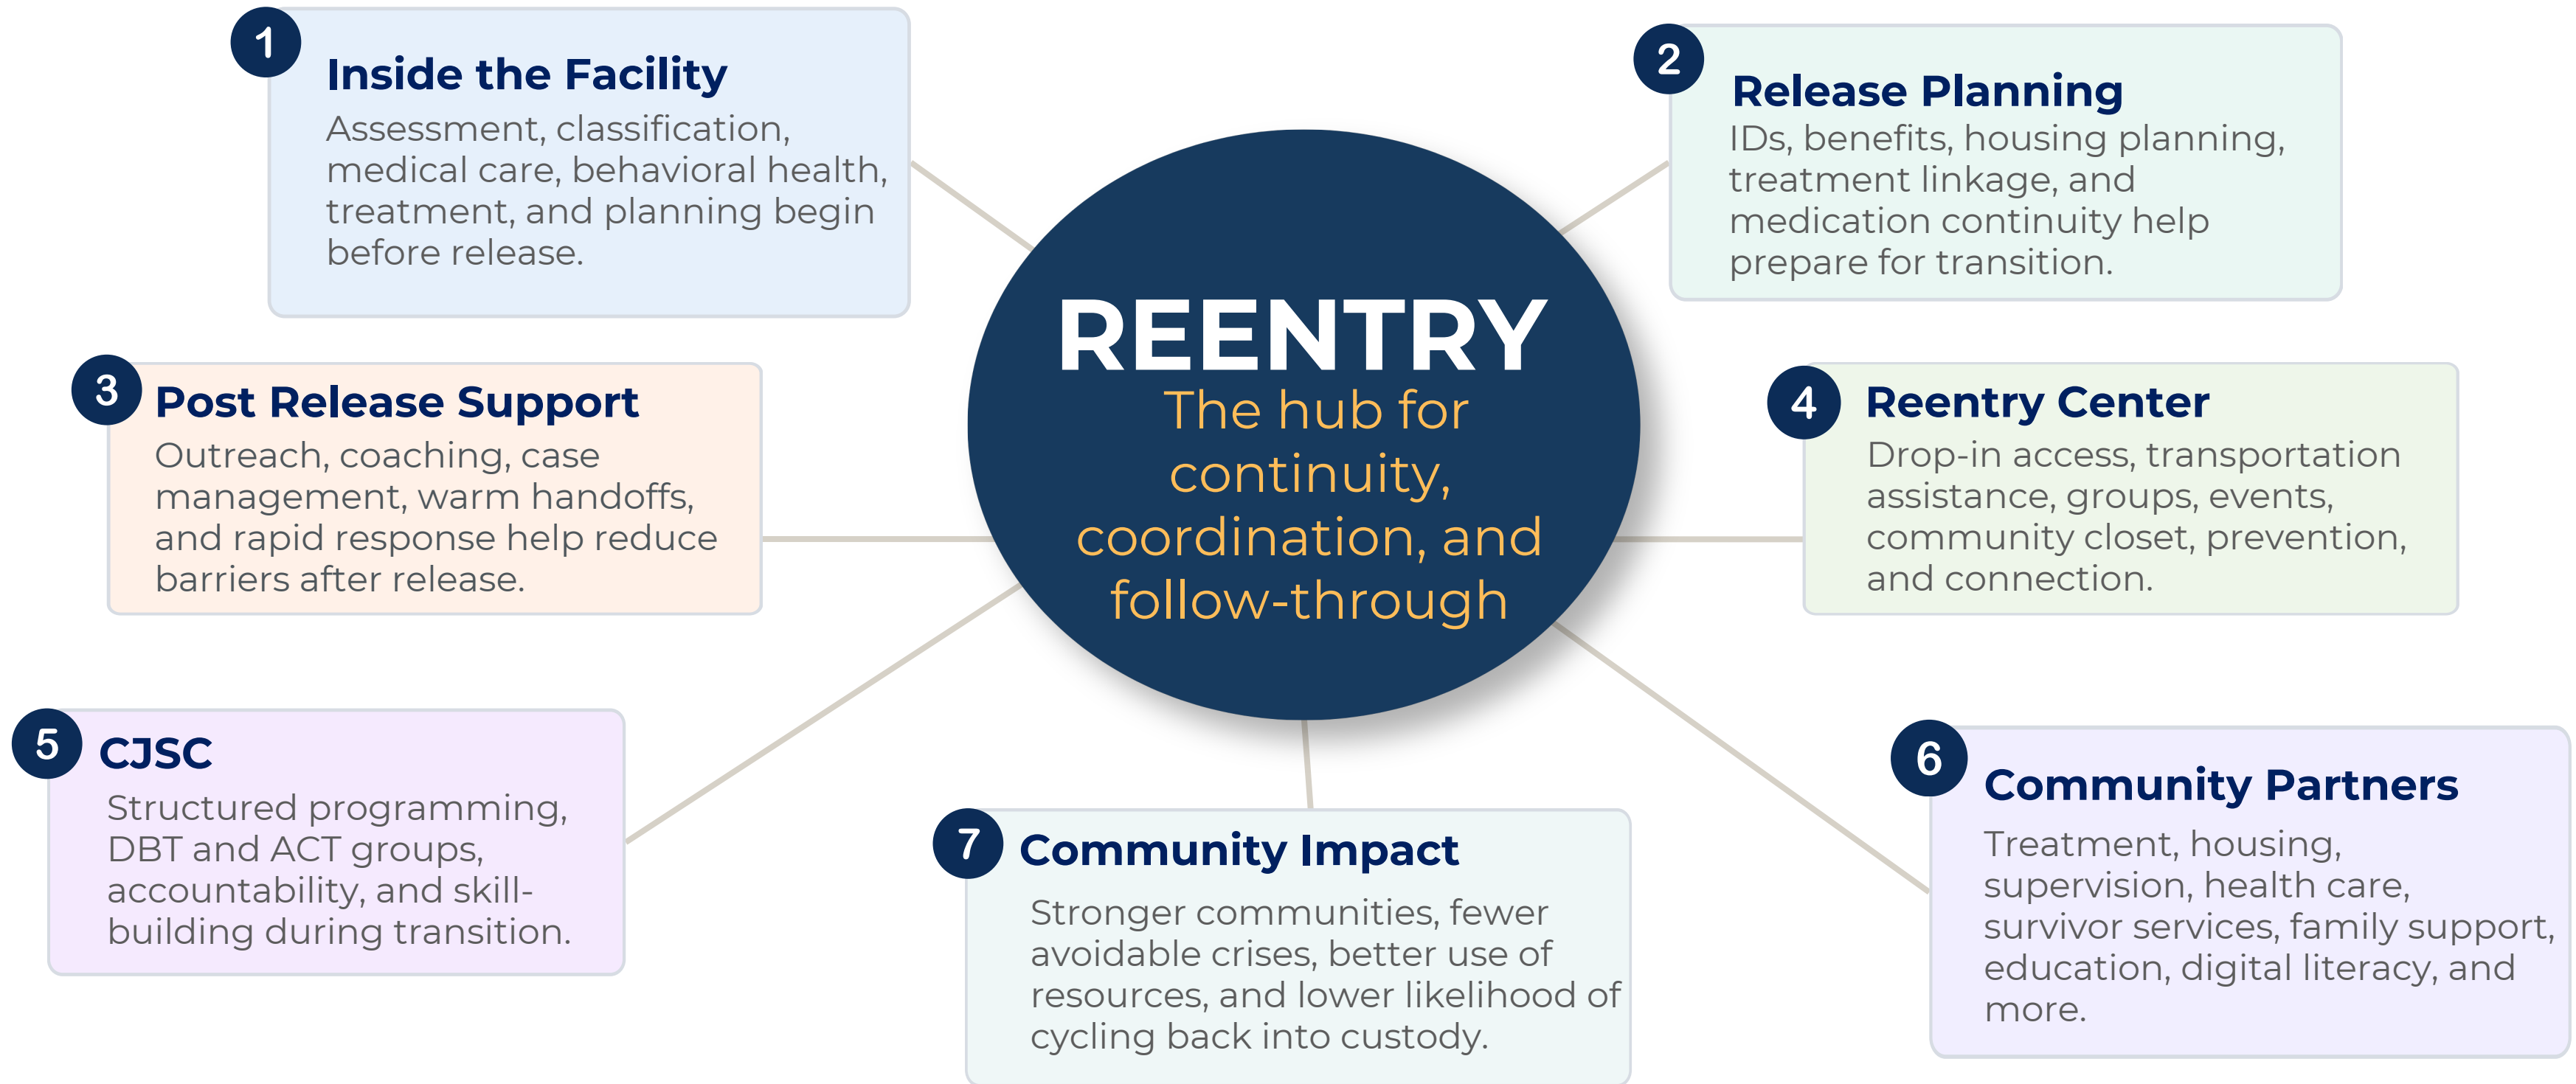 1
Inside the Facility
Assessment, classification,
medical care, behavioral health,
treatment, and planning begin
before release.
2
Release Planning
IDs, benefits, housing planning,
treatment linkage, and
medication continuity help
prepare for transition.
REENTRY
The hub for
continuity,
coordination, and
follow-through
3
Post Release Support
Outreach, coaching, case
management, warm handoffs,
and rapid response help reduce
barriers after release.
4
Reentry Center
Drop-in access, transportation
assistance, groups, events,
community closet, prevention,
and connection.
5
CJSC
Structured programming,
DBT and ACT groups,
accountability, and skill-
building during transition.
6
Community Partners
Treatment, housing,
supervision, health care,
survivor services, family support,
education, digital literacy, and
more.
7
Community Impact
Stronger communities, fewer
avoidable crises, better use of
resources, and lower likelihood of
cycling back into custody.